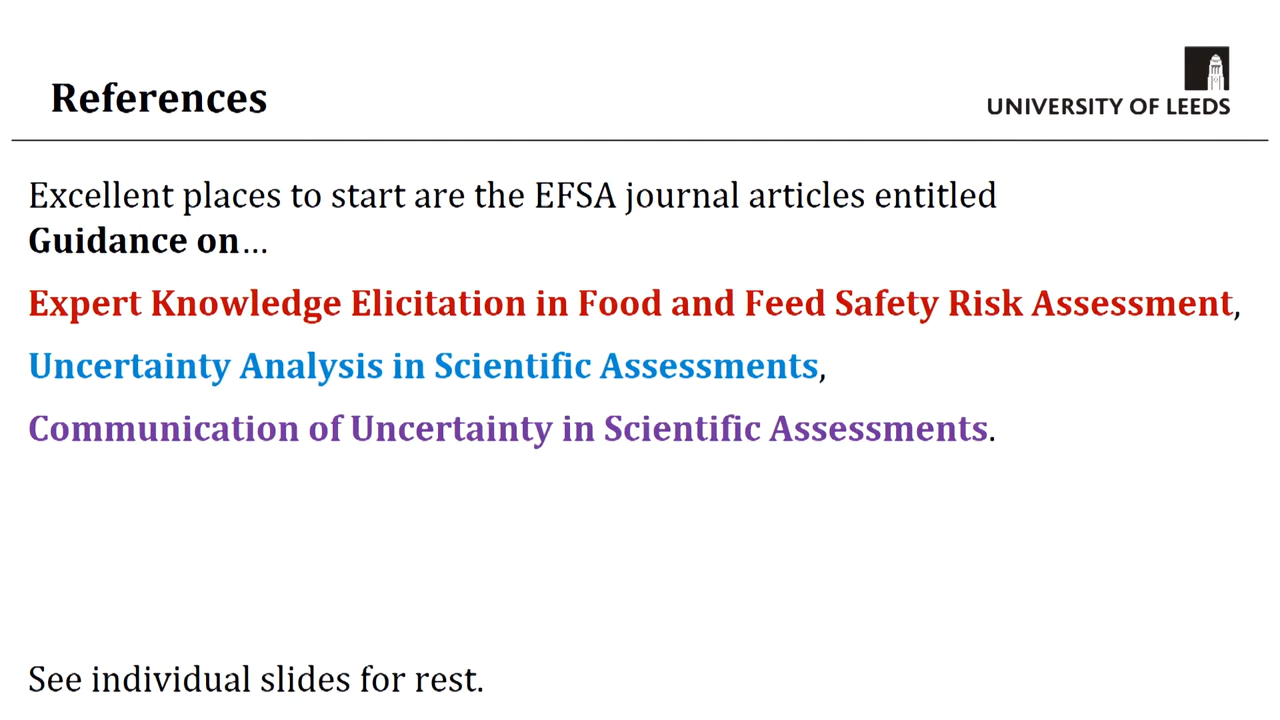 References
UNIVERSITY OF LEEDS
Excellent places to start are the EFSA journal articles entitled
Guidance on…
Expert Knowledge Elicitation in Food and Feed Safety Risk Assessment,
Uncertainty Analysis in Scientific Assessments,
Communication of Uncertainty in Scientific Assessments.
See individual slides for rest.